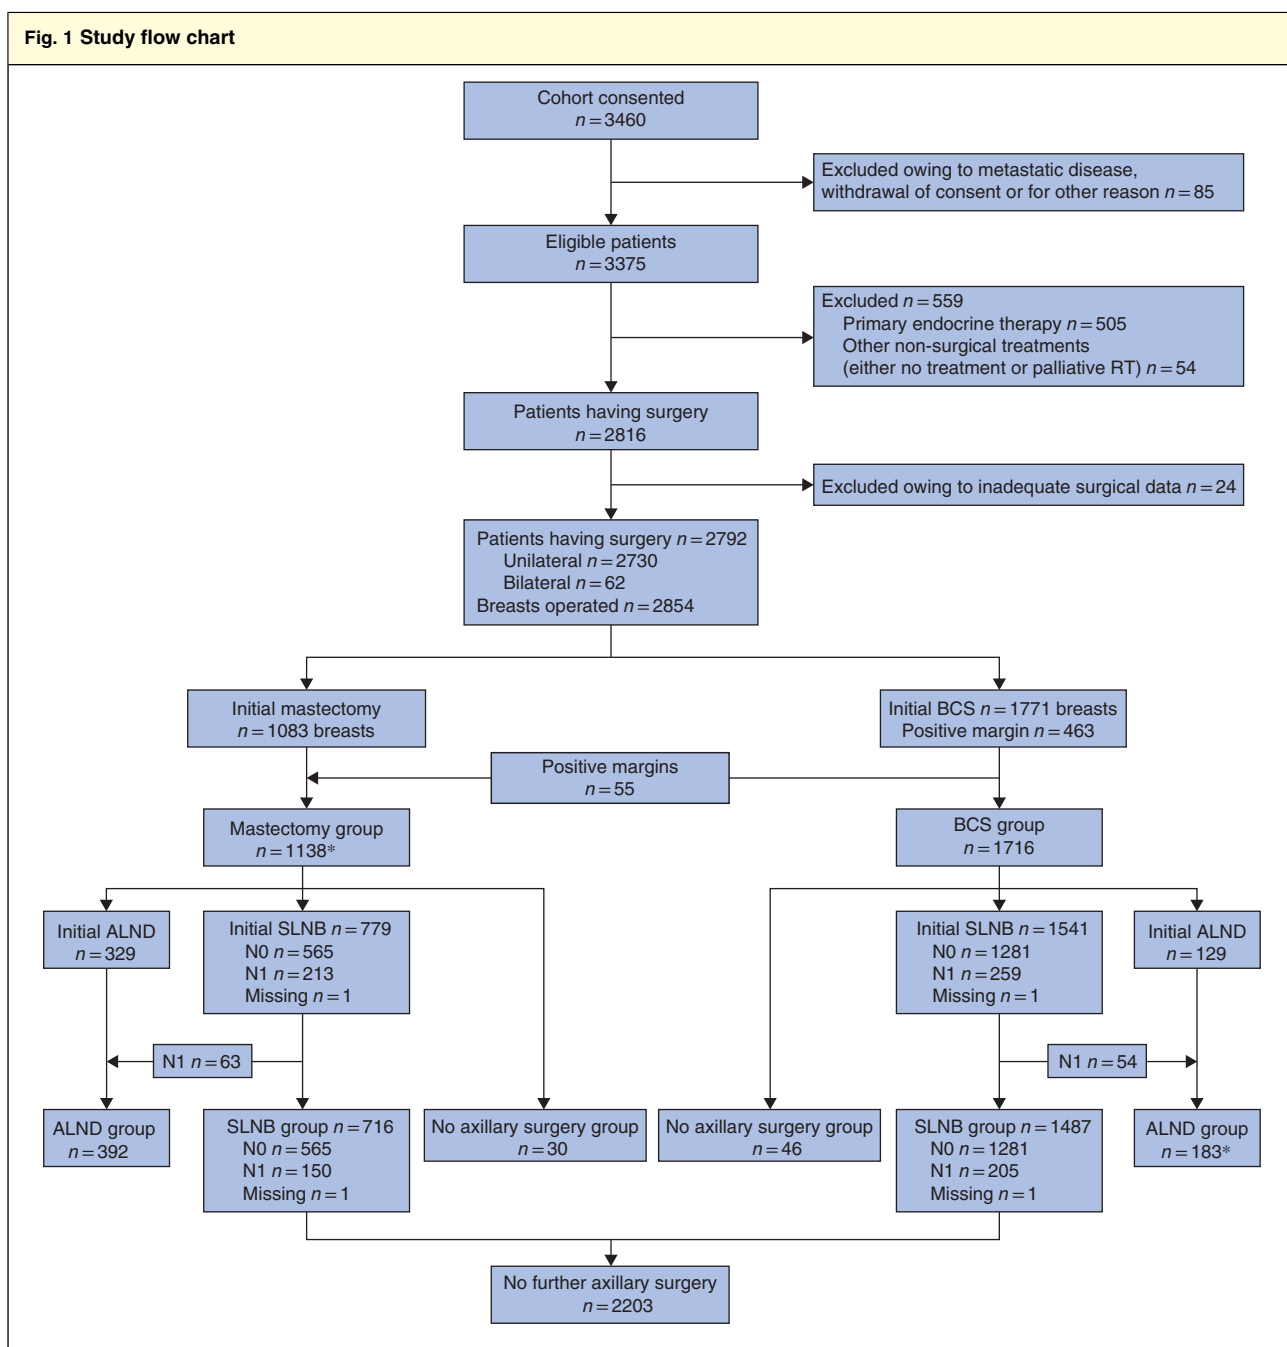 Fig. 1 Study flow chart
Cohort consented
n = 3460
Excluded owing to metastatic disease,
withdrawal of consent or for other reason n = 85
Eligible patients
n = 3375
Excluded n = 559
Primary endocrine therapy n = 505
Other non-surgical treatments
(either no treatment or palliative RT) n = 54
Patients having surgery
n = 2816
Excluded owing to inadequate surgical data n = 24
Patients having surgery n = 2792
Unilateral n = 2730
Bilateral n = 62
Breasts operated n = 2854
Initial mastectomy
n = 1083 breasts
Initial BCS n = 1771 breasts
Positive margin n = 463
Positive margins
n = 55
Mastectomy group
n = 1138*
BCS group
n = 1716
Initial ALND
n = 329
Initial SLNB n = 779
N0 n = 565
N1 n = 213
Missing n = 1
Initial SLNB n = 1541
N0 n = 1281
N1 n = 259
Missing n = 1
Initial ALND
n = 129
N1 n = 63
N1 n = 54
ALND group
n = 392
SLNB group n = 716
N0 n = 565
N1 n = 150
Missing n = 1
No axillary surgery group
n = 30
No axillary surgery group
n = 46
SLNB group n = 1487
N0 n = 1281
N1 n = 205
Missing n = 1
ALND group
n = 183*
No further axillary surgery
n = 2203